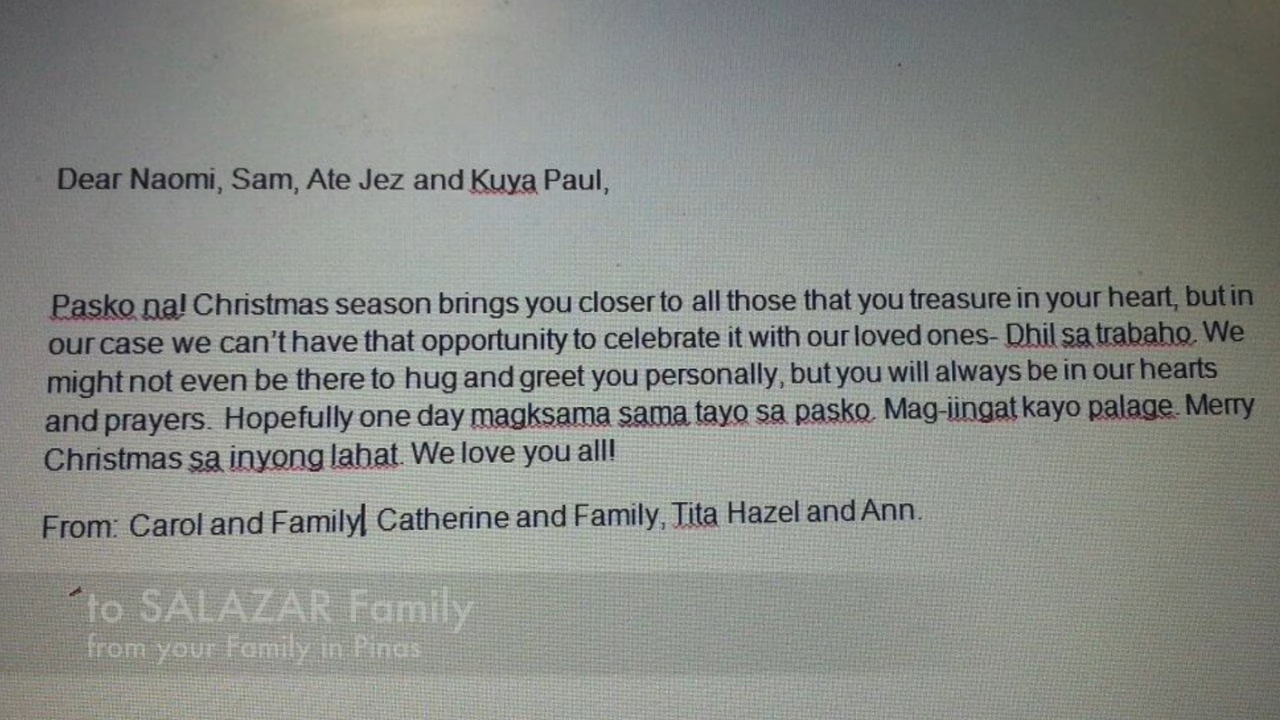 Dear Naomi, Sam, Ate Jez and Kuya Paul,
Pasko na! Christmas season brings you closer to all those that you treasure in your heart, but in
our case we can't have that opportunity to celebrate it with our loved ones- Dhil sa trabaho. We
might not even be there to hug and greet you personally, but you will always be in our hearts
and prayers. Hopefully one day magksama sama tayo sa pasko. Mag-iingat kayo palage. Merry
Christmas sa inyong lahat. We love you all!
From: Carol and Family, Catherine and Family, Tita Hazel and Ann.
to SALAZAR Family
from your Family in Pinas